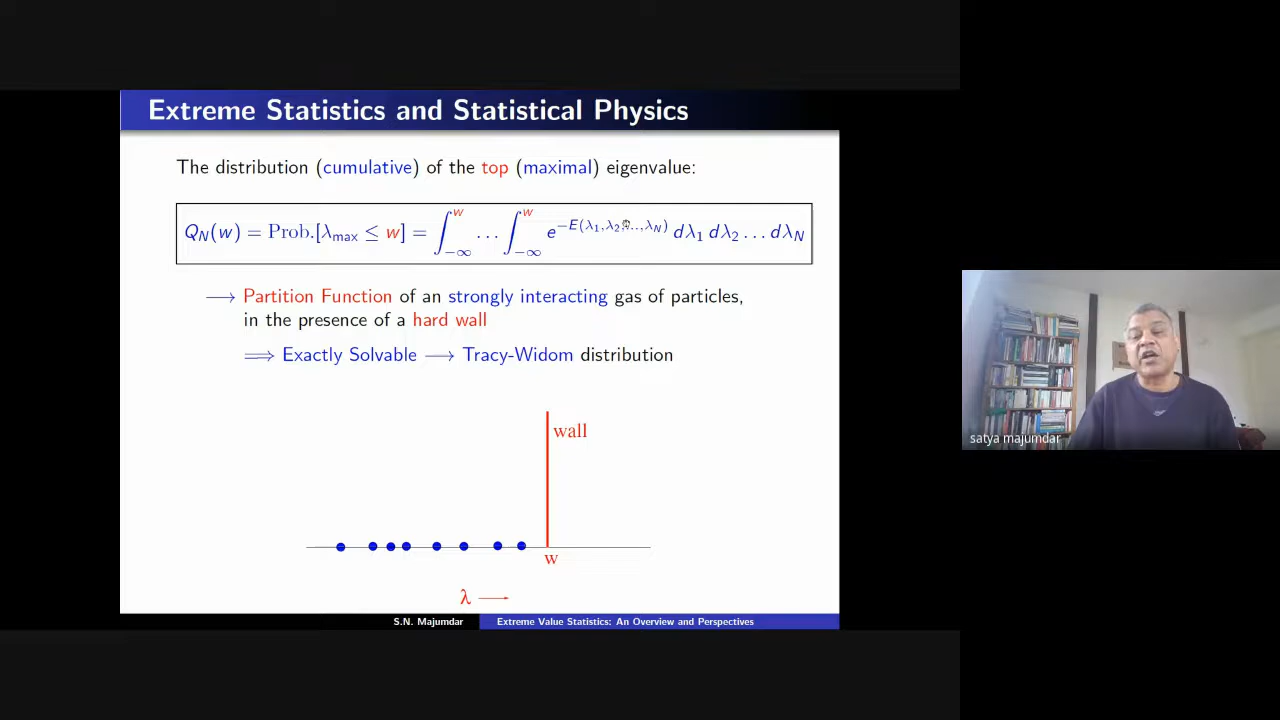 Extreme Statistics and Statistical Physics
The distribution (cumulative) of the top (maximal) eigenvalue:
Q_N(w) = Prob.[λ_max ≤ w] = ∫_{-∞}^{w} … ∫_{-∞}^{w} e^{-E(λ_1,λ_2,…,λ_N)} dλ_1 dλ_2 … dλ_N
⟶ Partition Function of an strongly interacting gas of particles,
in the presence of a hard wall
⟹ Exactly Solvable ⟶ Tracy-Widom distribution
wall
w
λ ⟶
S.N. Majumdar
Extreme Value Statistics: An Overview and Perspectives
satya majumdar